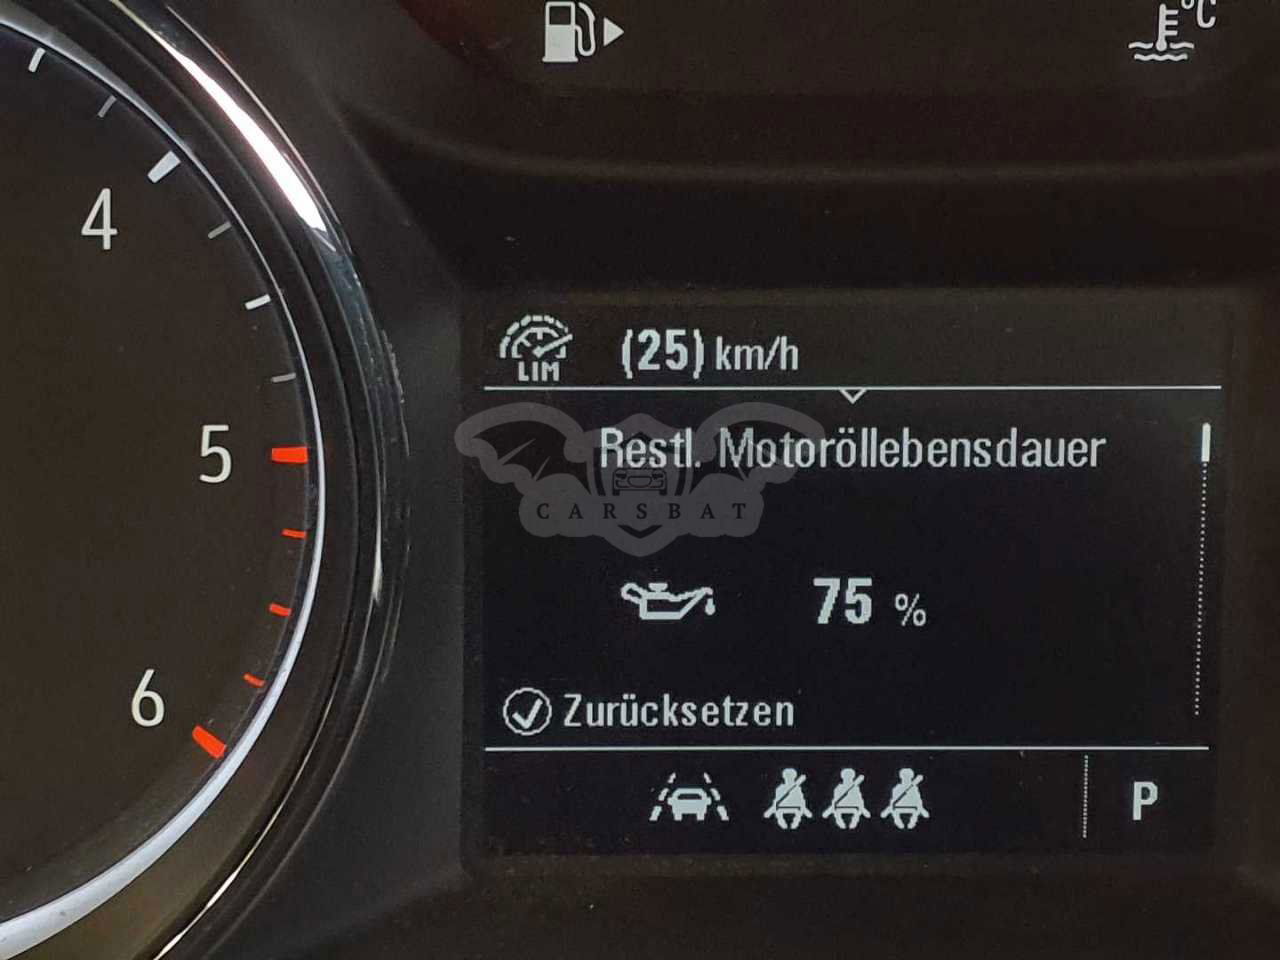 °C
4
5
6
LIM
(25) km/h
Restl. Motoröllebensdauer
CARSBAT
75 %
Zurücksetzen
P